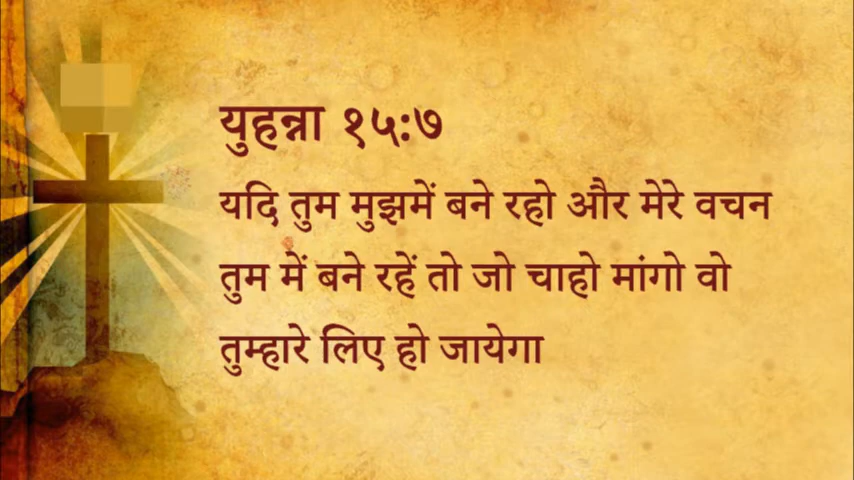 युहन्ना १५:७
यदि तुम मुझमें बने रहो और मेरे वचन
तुम में बने रहें तो जो चाहो मांगो वो
तुम्हारे लिए हो जायेगा